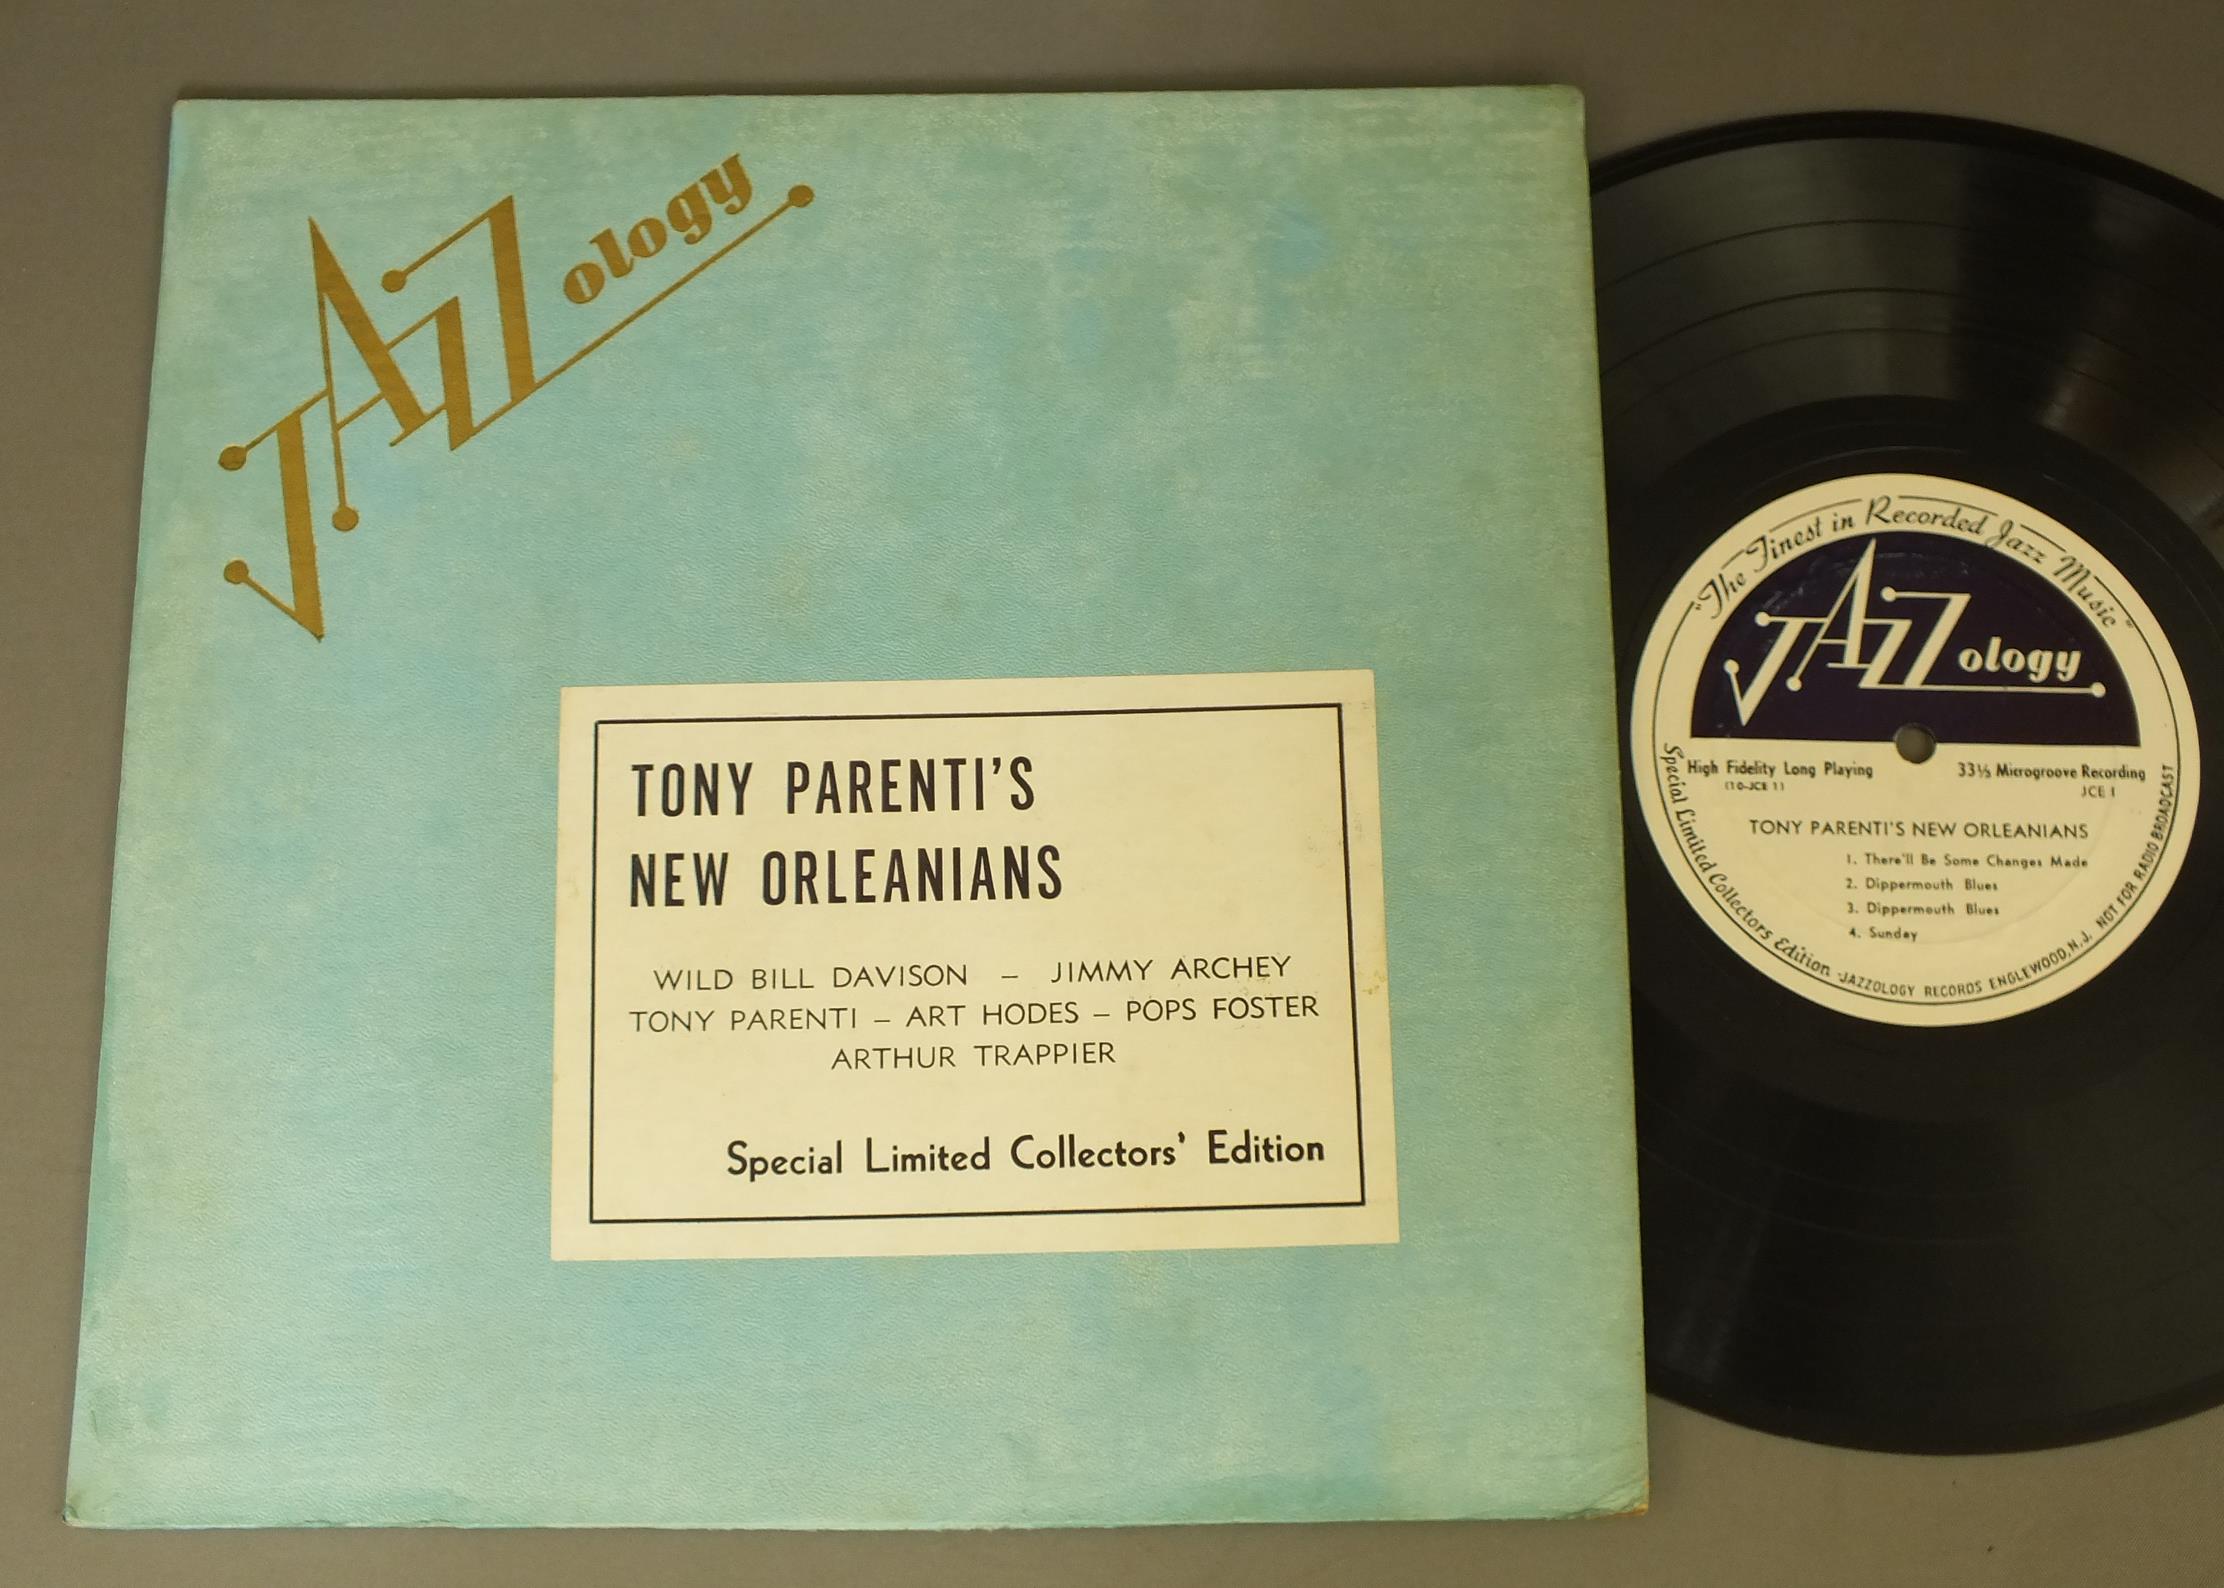 JAZZology
TONY PARENTI'S
NEW ORLEANIANS
WILD BILL DAVISON – JIMMY ARCHEY
TONY PARENTI – ART HODES – POPS FOSTER
ARTHUR TRAPPIER
Special Limited Collectors' Edition
"The Finest in Recorded Jazz Music"
JAZZology
High Fidelity Long Playing
33⅓ Microgroove Recording
(10-JCE 1)
JCE 1
TONY PARENTI'S NEW ORLEANIANS
1. There'll Be Some Changes Made
2. Dippermouth Blues
3. Dippermouth Blues
4. Sunday
Special Limited Collectors Edition - JAZZOLOGY RECORDS ENGLEWOOD, N.J. NOT FOR RADIO BROADCAST